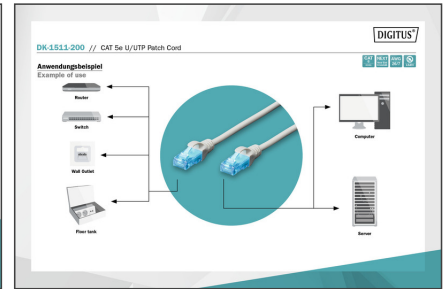 DIGITUS®
DK-1511-200 // CAT 5e U/UTP Patch Cord
Anwendungsbeispiel
Example of use
Router
Switch
Wall Outlet
Floor tank
Computer
Server